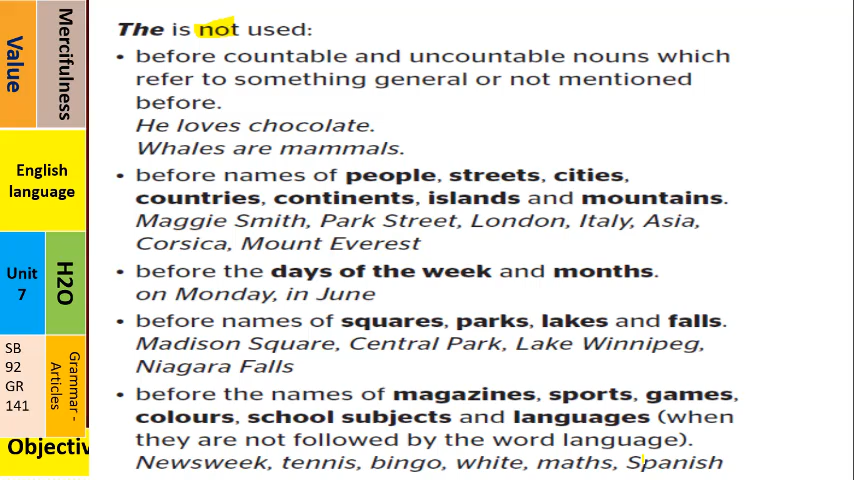 Value
Mercifulness
English
language
Unit
7
H2O
SB
92
GR
141
Grammar -
Articles
Objectiv
The is not used:
• before countable and uncountable nouns which
refer to something general or not mentioned
before.
He loves chocolate.
Whales are mammals.
• before names of people, streets, cities,
countries, continents, islands and mountains.
Maggie Smith, Park Street, London, Italy, Asia,
Corsica, Mount Everest
• before the days of the week and months.
on Monday, in June
• before names of squares, parks, lakes and falls.
Madison Square, Central Park, Lake Winnipeg,
Niagara Falls
• before the names of magazines, sports, games,
colours, school subjects and languages (when
they are not followed by the word language).
Newsweek, tennis, bingo, white, maths, Spanish